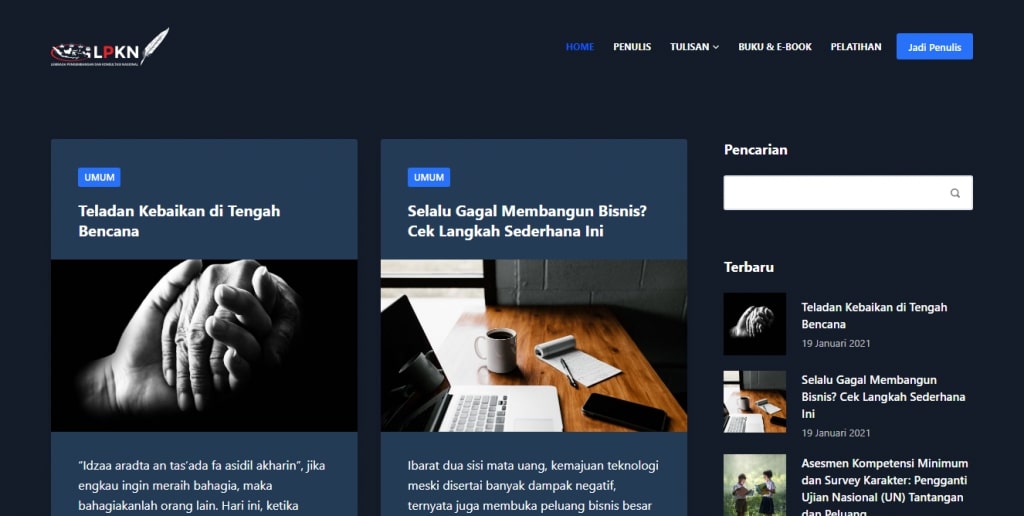 LPKN
LEMBAGA PENGEMBANGAN DAN KONSULTASI NASIONAL
HOME
PENULIS
TULISAN
BUKU & E-BOOK
PELATIHAN
Jadi Penulis
UMUM
Teladan Kebaikan di Tengah
Bencana
“Idzaa aradta an tas’ada fa asidil akharin”, jika
engkau ingin meraih bahagia, maka
bahagiakanlah orang lain. Hari ini, ketika
UMUM
Selalu Gagal Membangun Bisnis?
Cek Langkah Sederhana Ini
Ibarat dua sisi mata uang, kemajuan teknologi
meski disertai banyak dampak negatif,
ternyata juga membuka peluang bisnis besar
Pencarian
Terbaru
Teladan Kebaikan di Tengah
Bencana
19 Januari 2021
Selalu Gagal Membangun
Bisnis? Cek Langkah Sederhana
Ini
19 Januari 2021
Asesmen Kompetensi Minimum
dan Survey Karakter: Pengganti
Ujian Nasional (UN) Tantangan
dan Peluang